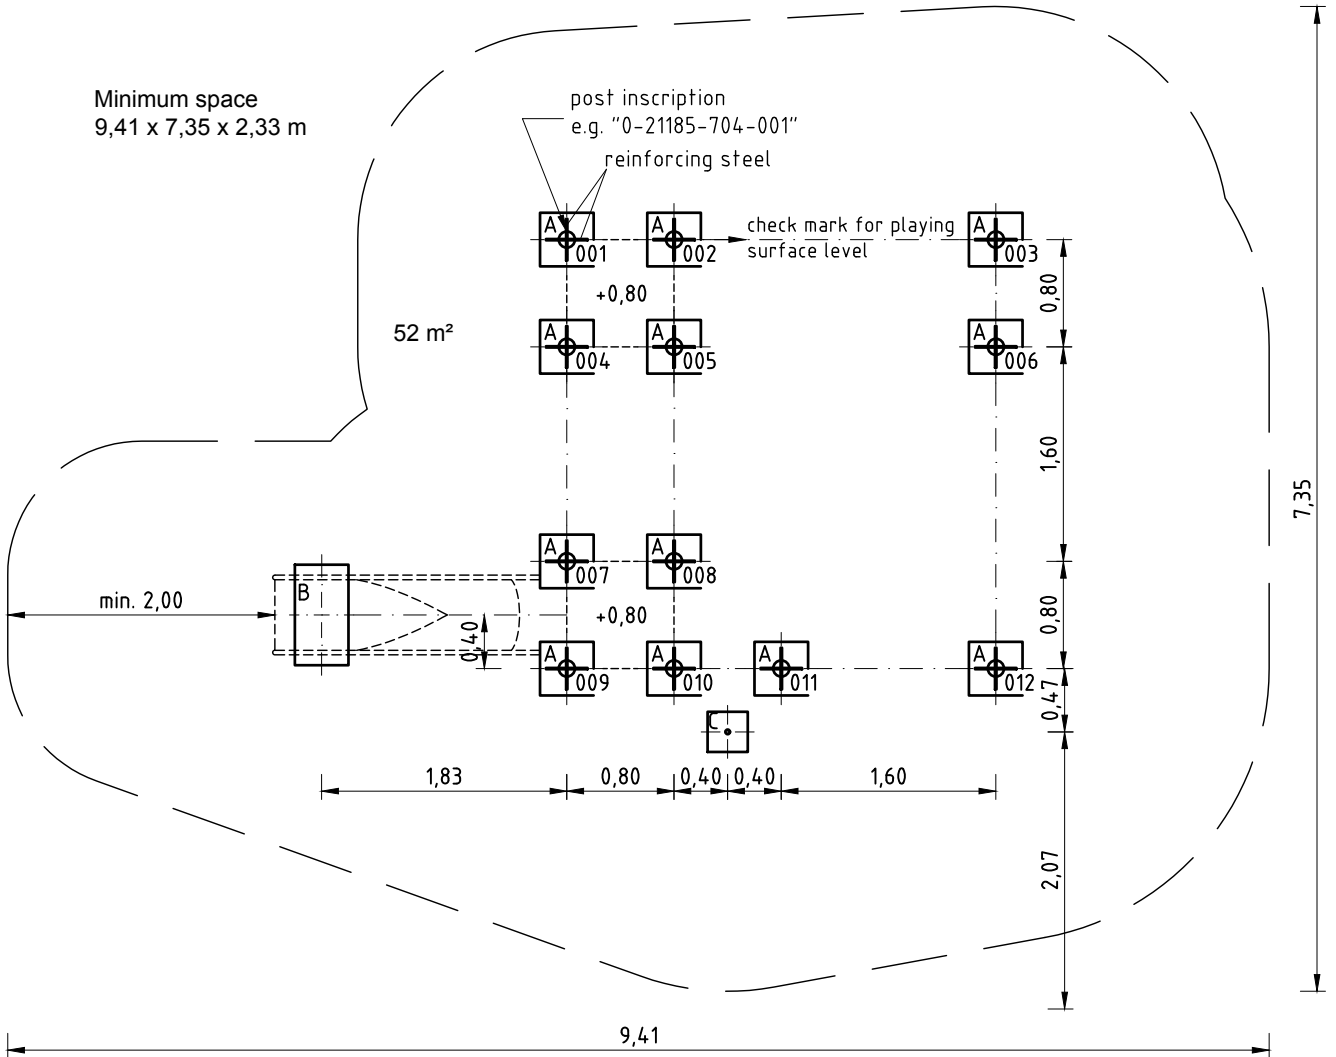 Minimum space
9,41 x 7,35 x 2,33 m
post inscription
e.g. "0-21185-704-001"
reinforcing steel
A
001
A
002
check mark for playing
surface level
A
003
+0,80
0,80
52 m²
A
004
A
005
A
006
1,60
7,35
A
007
A
008
B
min. 2,00
+0,80
0,40
0,80
A
009
A
010
A
011
A
012
0,47
C
1,83
0,80
0,40
0,40
1,60
2,07
9,41